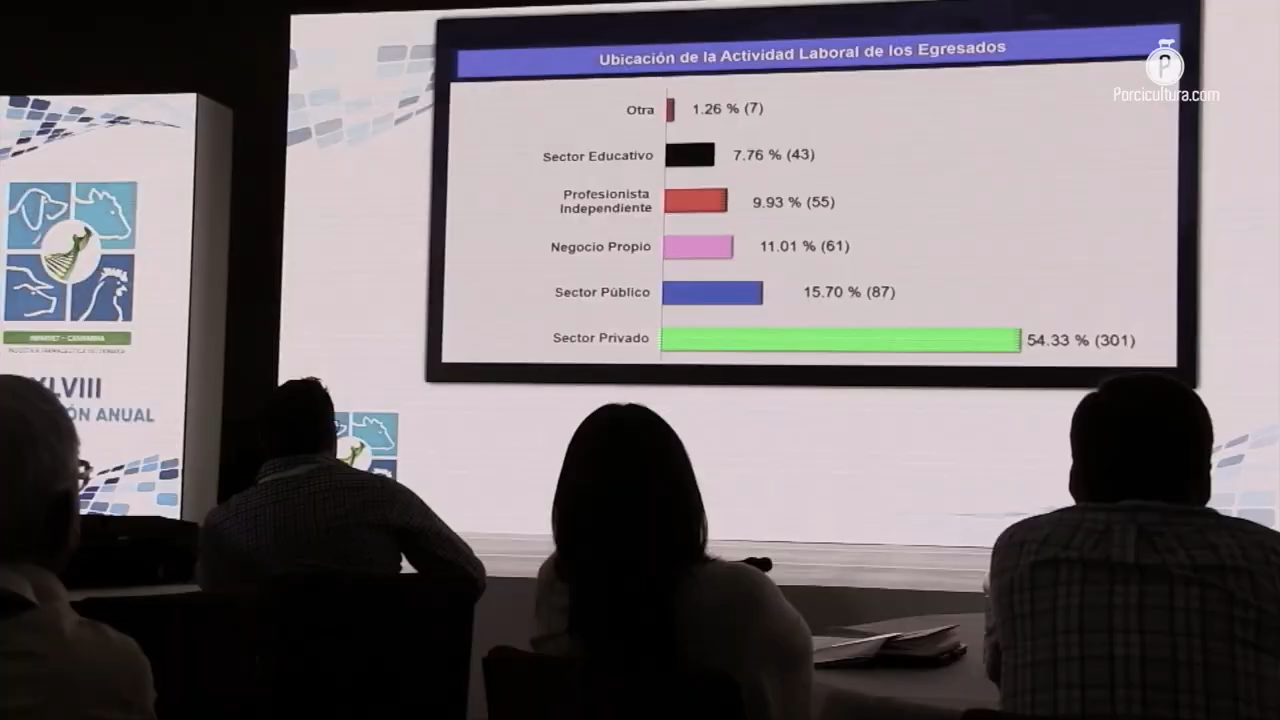 Ubicación de la Actividad Laboral de los Egresados
Porcicultura.com
Otra 1.26 % (7)
Sector Educativo 7.76 % (43)
Profesionista
Independiente 9.93 % (55)
Negocio Propio 11.01 % (61)
Sector Público 15.70 % (87)
Sector Privado 54.33 % (301)
P
XLVIII
ANUAL